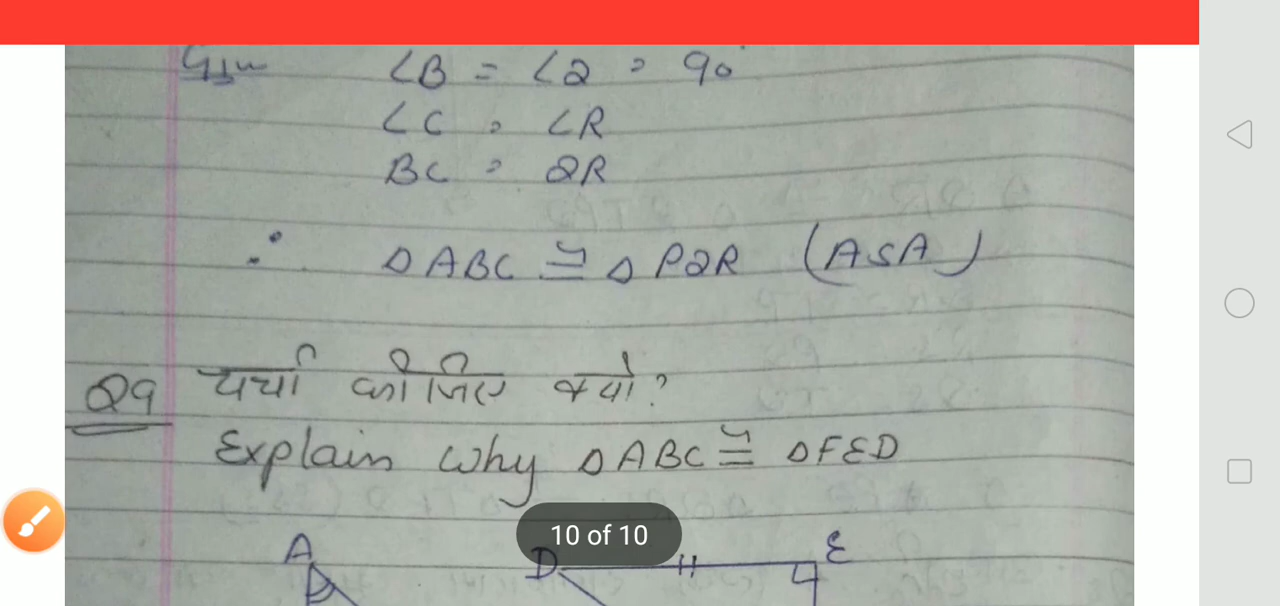 ∠B = ∠Q = 90°
∠C = ∠R
BC = QR
∴ ΔABC ≅ ΔPQR (ASA)
Q9 चर्चा कीजिए क्यों?
Explain why ΔABC ≅ ΔFED
10 of 10
A D E